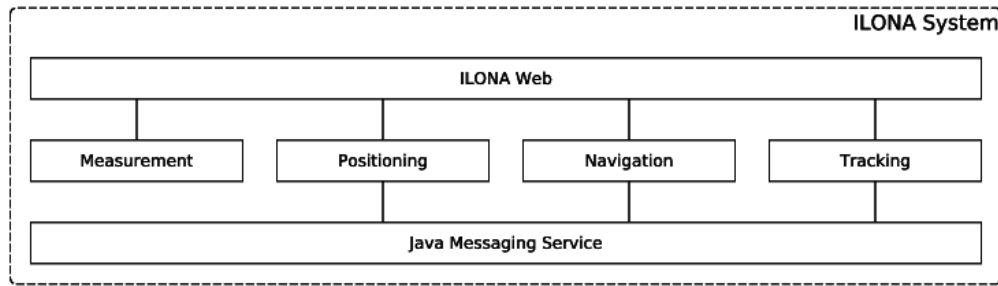 ILONA System
ILONA Web
Measurement
Positioning
Navigation
Tracking
Java Messaging Service